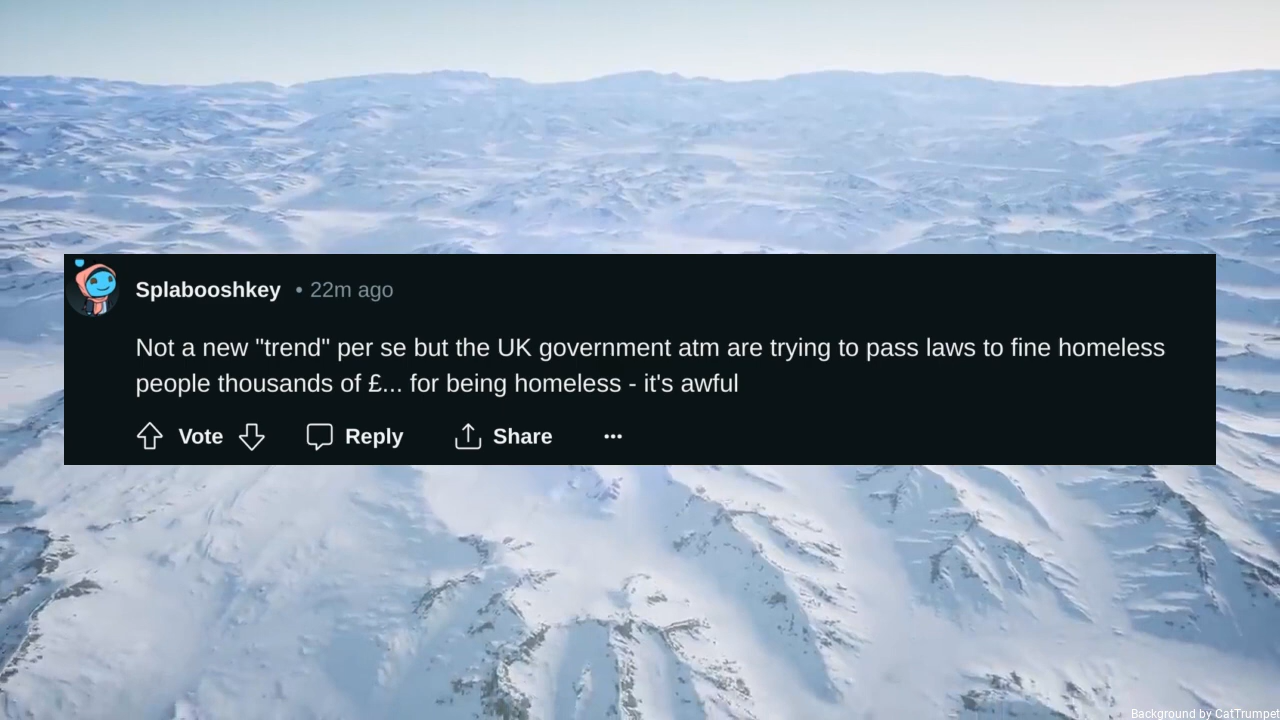 Splabooshkey • 22m ago
Not a new "trend" per se but the UK government atm are trying to pass laws to fine homeless
people thousands of £... for being homeless - it's awful
Vote Reply Share ...
Background by CatTrumpet